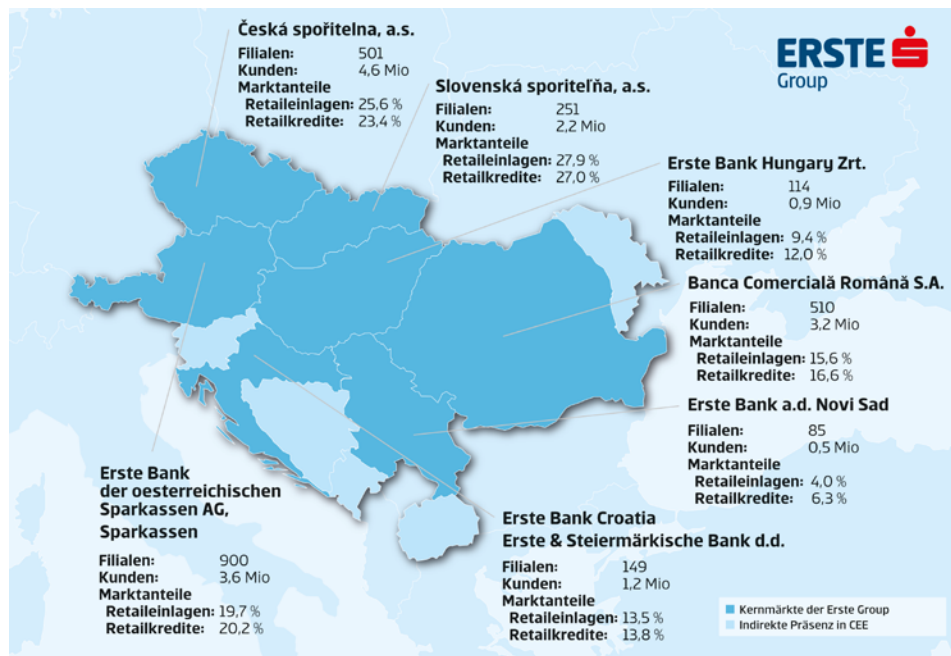 Česká spořitelna, a.s.
Filialen: 501
Kunden: 4,6 Mio
Marktanteile
Retaileinlagen: 25,6 %
Retailkredite: 23,4 %
ERSTE
Group
Slovenská sporiteľňa, a.s.
Filialen: 251
Kunden: 2,2 Mio
Marktanteile
Retaileinlagen: 27,9 %
Retailkredite: 27,0 %
Erste Bank Hungary Zrt.
Filialen: 114
Kunden: 0,9 Mio
Marktanteile
Retaileinlagen: 9,4 %
Retailkredite: 12,0 %
Banca Comercială Română S.A.
Filialen: 510
Kunden: 3,2 Mio
Marktanteile
Retaileinlagen: 15,6 %
Retailkredite: 16,6 %
Erste Bank a.d. Novi Sad
Filialen: 85
Kunden: 0,5 Mio
Marktanteile
Retaileinlagen: 4,0 %
Retailkredite: 6,3 %
Erste Bank
der oesterreichischen
Sparkassen AG,
Sparkassen
Filialen: 900
Kunden: 3,6 Mio
Marktanteile
Retaileinlagen: 19,7 %
Retailkredite: 20,2 %
Erste Bank Croatia
Erste & Steiermärkische Bank d.d.
Filialen: 149
Kunden: 1,2 Mio
Marktanteile
Retaileinlagen: 13,5 %
Retailkredite: 13,8 %
Kernmärkte der Erste Group
Indirekte Präsenz in CEE